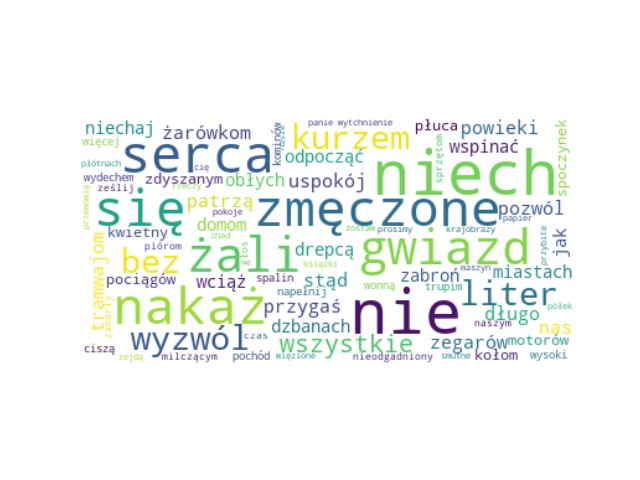 niechaj
żarówkom
kominów
nasze
panie wytchnienie
kurzem
płuca
powieki
spoczynek
więcej
serca
odpocząć
sprzętom
wspinać
płótnach
cię
niech
wydechem
zdyszanym
obłych
uspokój
ześlij
rzeczy
przemówią
się
patrzą
zmęczone
pozwól
pokoje
papier
kwietny
domom
znad
zostaw
prosimy
krajobrazy
tramwajom
piórom
żali
głos
drepcą
gwiazd
przybite
jak
bez
książki
maszyn
pociągów
wciąż
spalin
stąd
wonną
zabroń
miastach
zamarły
nakaż
napełnij
przygaś
nie
trupim
liter
półek
długo
dzbanach
naszym
nas
wyzwól
czas
wszystkie
zegarów
motorów
ciszą
zejdą
milczącym
pochód
więzione
nieodgadniony
smutne
kołom
wysoki